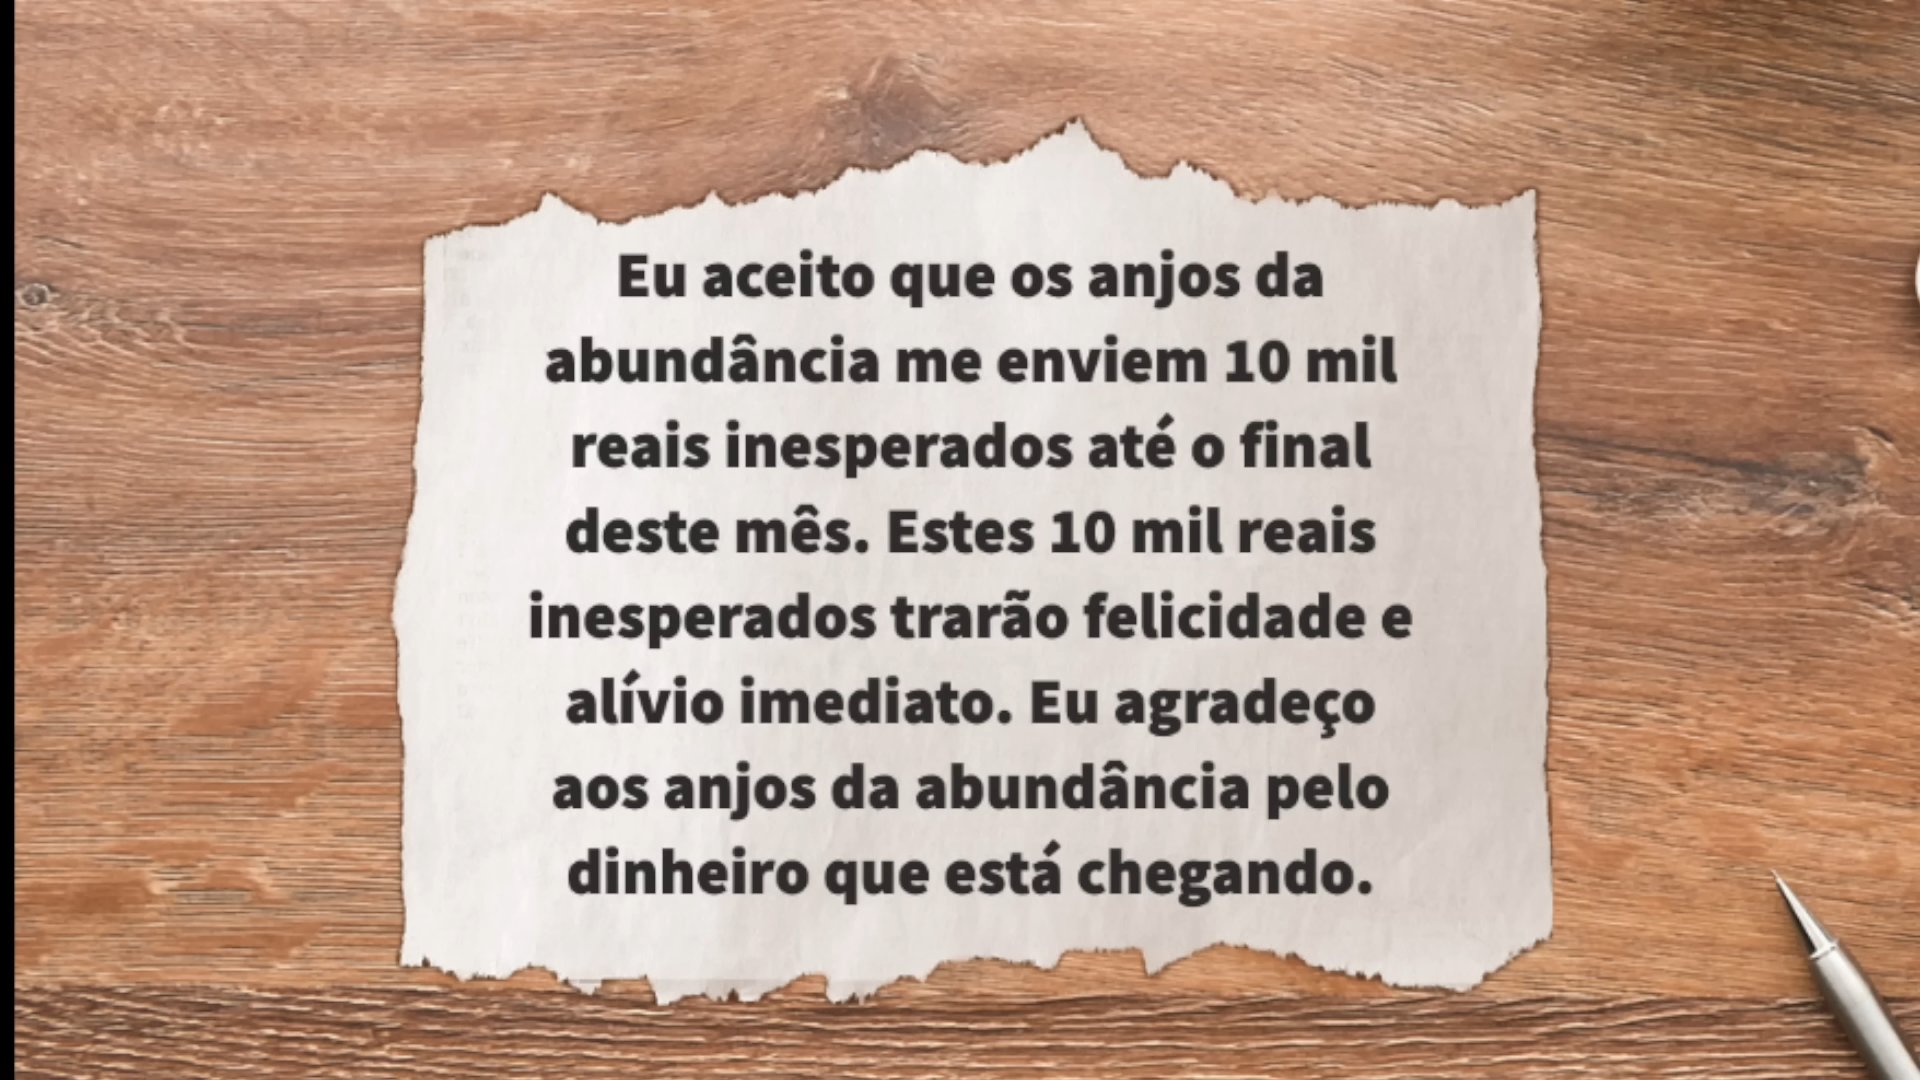 Eu aceito que os anjos da
abundância me enviem 10 mil
reais inesperados até o final
deste mês. Estes 10 mil reais
inesperados trarão felicidade e
alívio imediato. Eu agradeço
aos anjos da abundância pelo
dinheiro que está chegando.